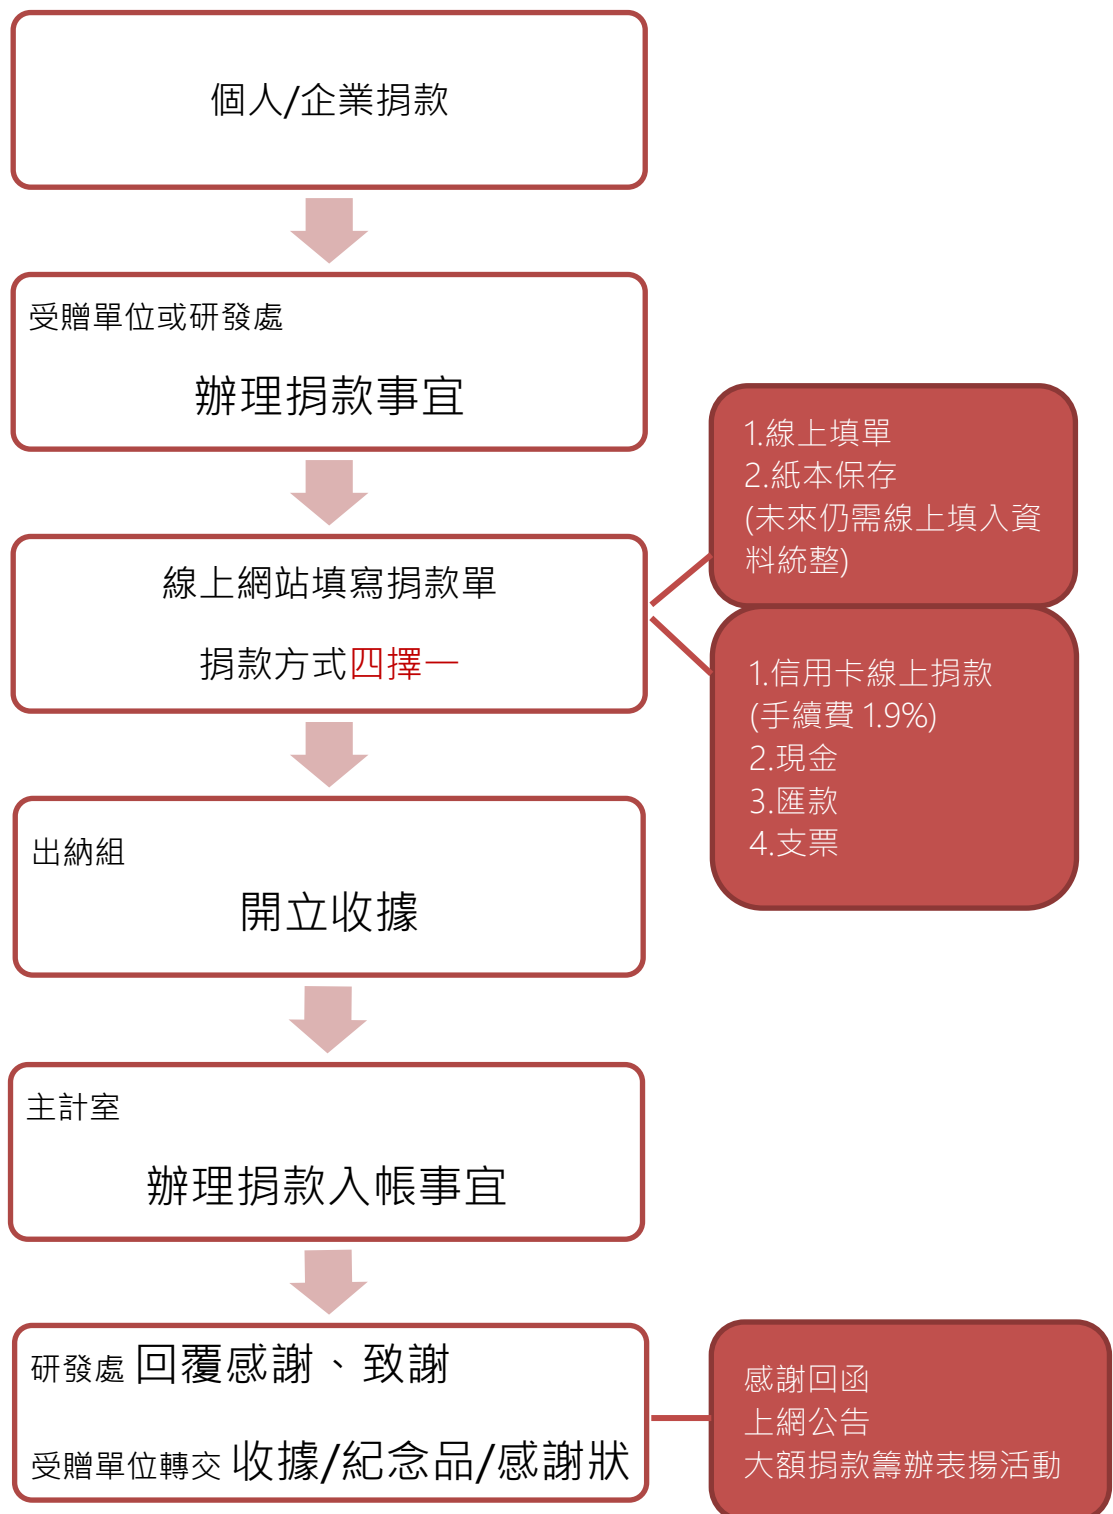 個人/企業捐款
受贈單位或研發處
辦理捐款事宜
1.線上填單
2.紙本保存
(未來仍需線上填入資
料統整)
線上網站填寫捐款單
捐款方式四擇一
1.信用卡線上捐款
(手續費 1.9%)
2.現金
3.匯款
4.支票
出納組
開立收據
主計室
辦理捐款入帳事宜
研發處 回覆感謝、致謝
受贈單位轉交 收據/紀念品/感謝狀
感謝回函
上網公告
大額捐款籌辦表揚活動